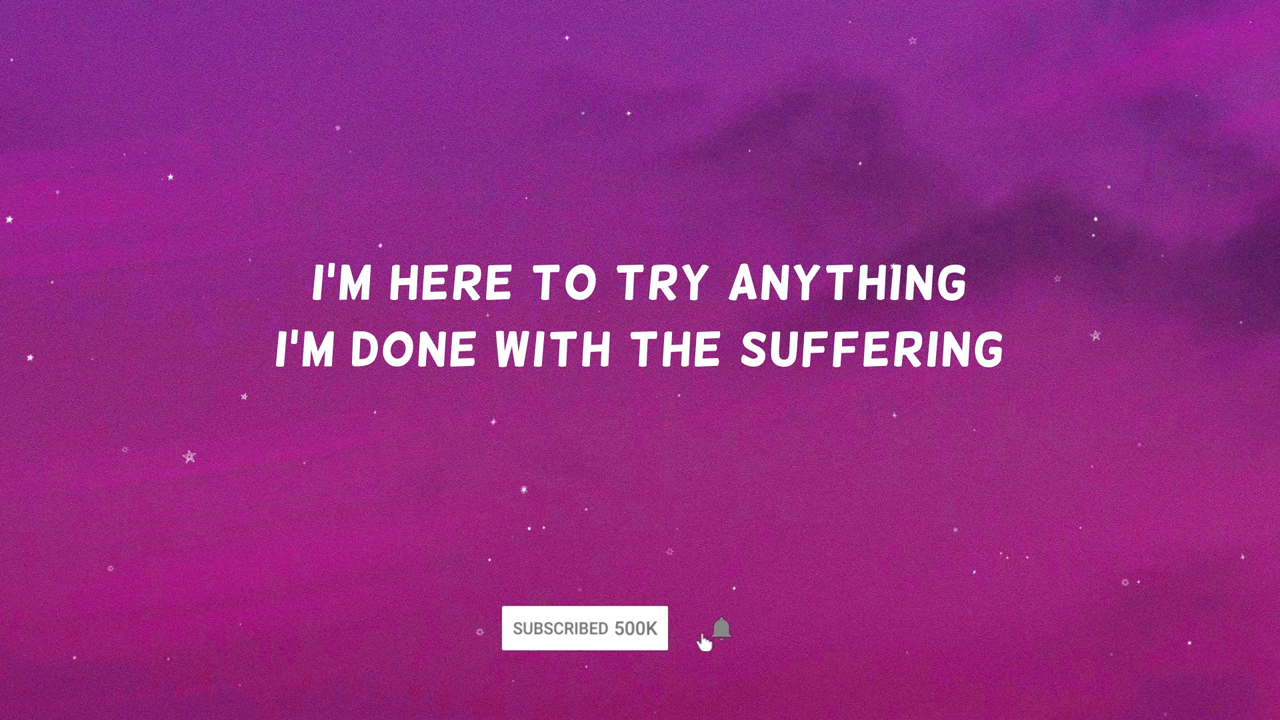 I'M HERE TO TRY ANYTHING
I'M DONE WITH THE SUFFERING
SUBSCRIBED 500K